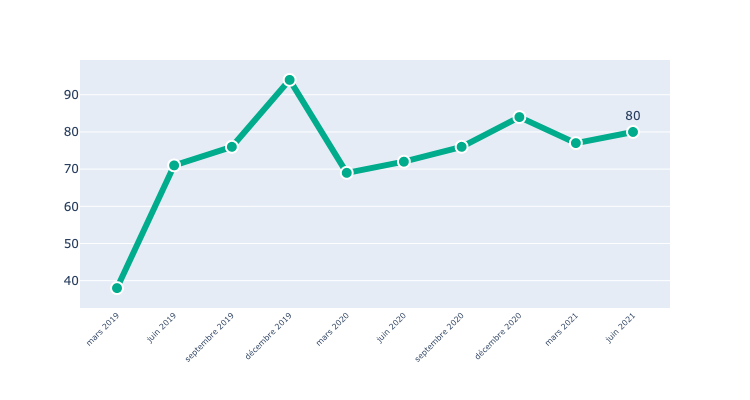 90
80
80
70
60
50
40
mars 2019
juin 2019
septembre 2019
décembre 2019
mars 2020
juin 2020
septembre 2020
décembre 2020
mars 2021
juin 2021